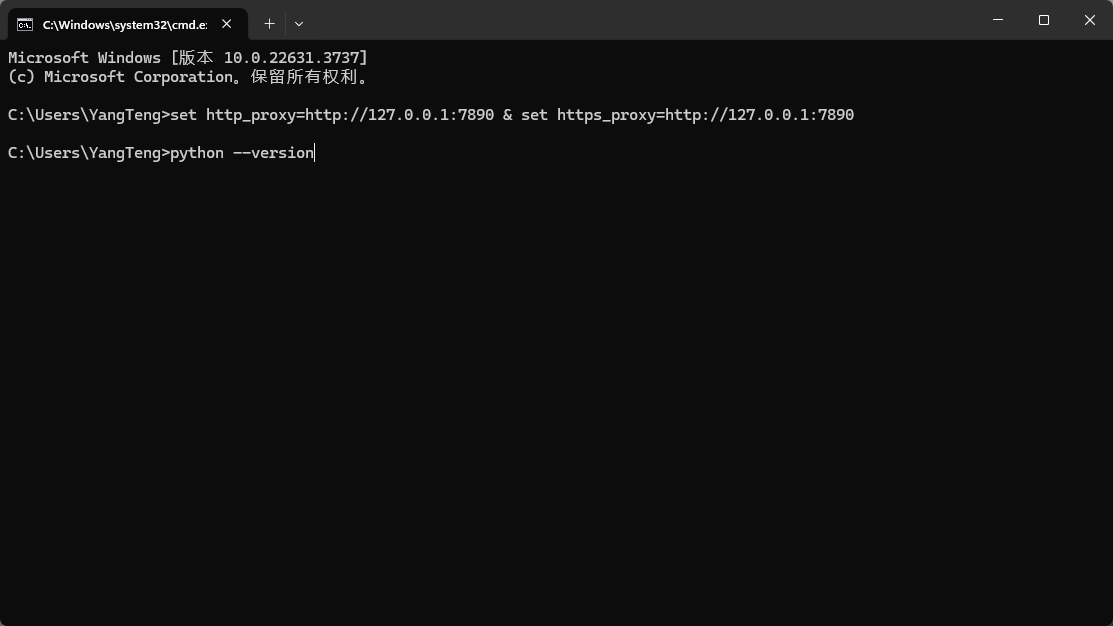 C:\Windows\system32\cmd.e
Microsoft Windows [版本 10.0.22631.3737]
(c) Microsoft Corporation。保留所有权利。
C:\Users\YangTeng>set http_proxy=http://127.0.0.1:7890 & set https_proxy=http://127.0.0.1:7890
C:\Users\YangTeng>python --version